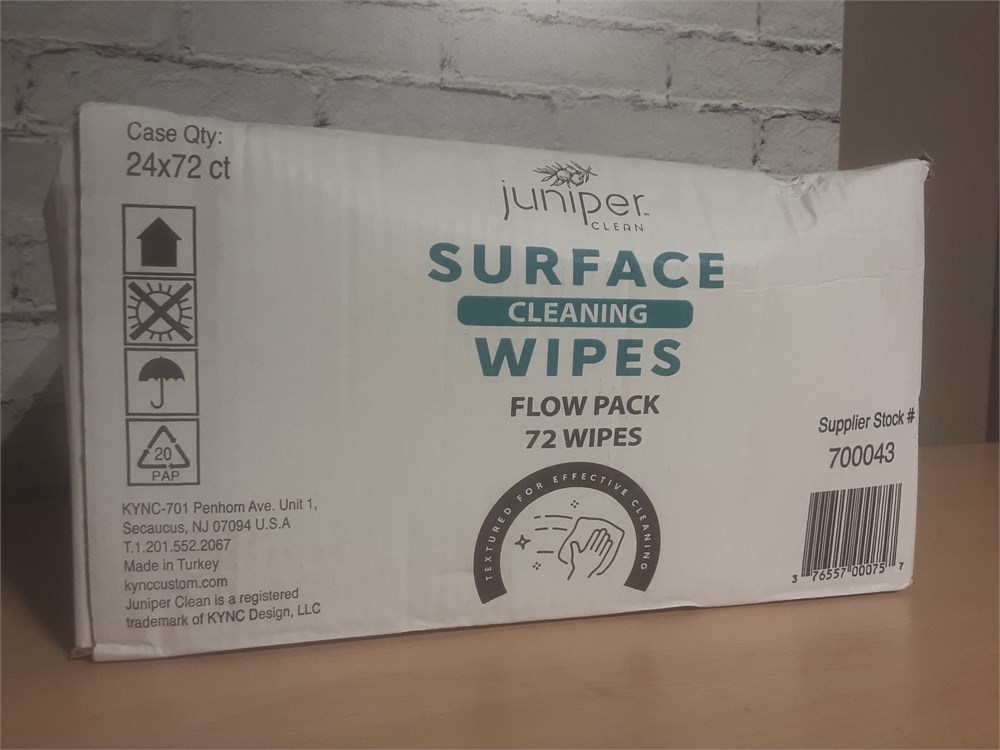 Case Qty:
24x72 ct
juniper™
CLEAN
SURFACE
CLEANING
WIPES
FLOW PACK
72 WIPES
TEXTURED FOR EFFECTIVE CLEANING
20
PAP
KYNC-701 Penhorn Ave. Unit 1,
Secaucus, NJ 07094 U.S.A
T.1.201.552.2067
Made in Turkey
kynccustom.com
Juniper Clean is a registered
trademark of KYNC Design, LLC
Supplier Stock #
700043
3 76557 00075 7